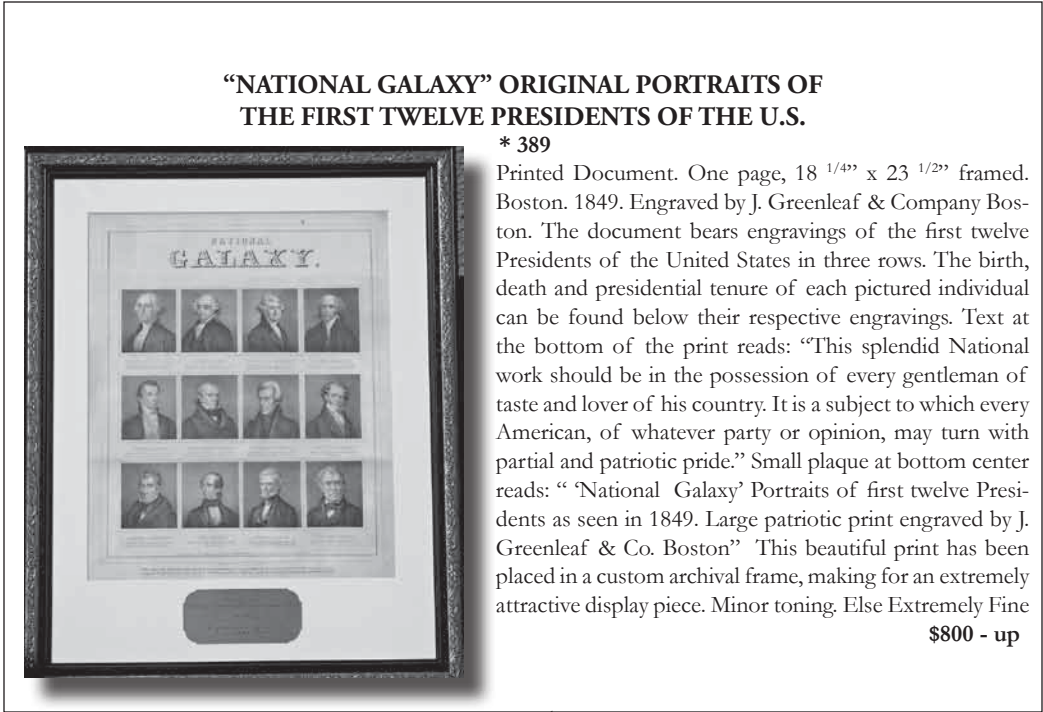 “NATIONAL GALAXY” ORIGINAL PORTRAITS OF
THE FIRST TWELVE PRESIDENTS OF THE U.S.
* 389
Printed Document. One page, 18 1/4” x 23 1/2” framed.
Boston. 1849. Engraved by J. Greenleaf & Company Bos-
ton. The document bears engravings of the first twelve
Presidents of the United States in three rows. The birth,
death and presidential tenure of each pictured individual
can be found below their respective engravings. Text at
the bottom of the print reads: “This splendid National
work should be in the possession of every gentleman of
taste and lover of his country. It is a subject to which every
American, of whatever party or opinion, may turn with
partial and patriotic pride.” Small plaque at bottom center
reads: “ ‘National Galaxy’ Portraits of first twelve Presi-
dents as seen in 1849. Large patriotic print engraved by J.
Greenleaf & Co. Boston” This beautiful print has been
placed in a custom archival frame, making for an extremely
attractive display piece. Minor toning. Else Extremely Fine
$800 - up
NATIONAL
GALAXY.